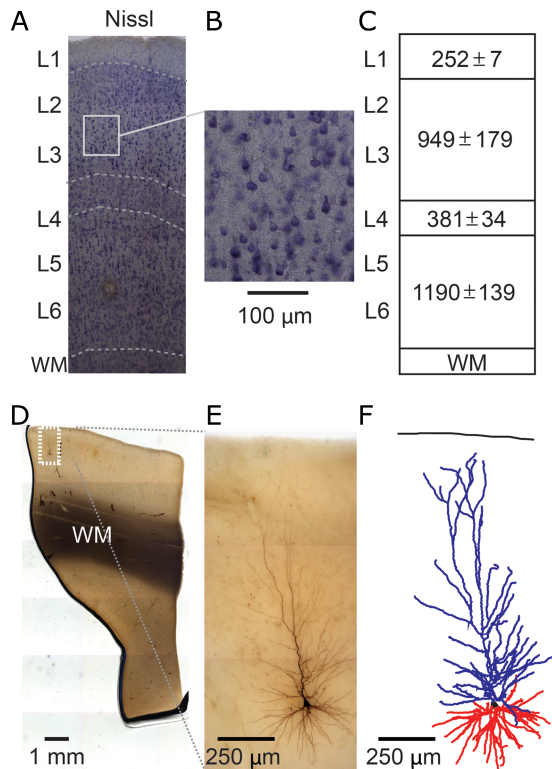 A
Nissl
L1
L2
L3
L4
L5
L6
WM
B
100 µm
C
L1
252±7
L2
949±179
L3
L4
381±34
L5
1190±139
L6
WM
D
WM
1 mm
E
250 µm
F
250 µm